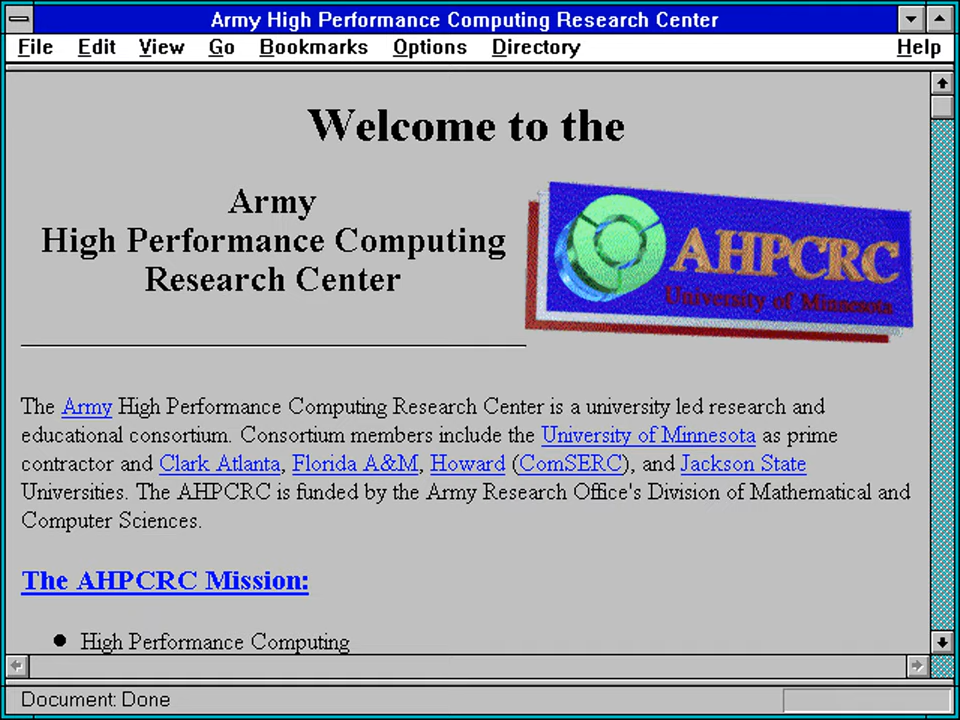 Army High Performance Computing Research Center
File Edit View Go Bookmarks Options Directory Help
Welcome to the
Army
High Performance Computing
Research Center
AHPCRC
University of Minnesota
The Army High Performance Computing Research Center is a university led research and
educational consortium. Consortium members include the University of Minnesota as prime
contractor and Clark Atlanta, Florida A&M, Howard (ComSERC), and Jackson State
Universities. The AHPCRC is funded by the Army Research Office's Division of Mathematical and
Computer Sciences.
The AHPCRC Mission:
● High Performance Computing
Document: Done